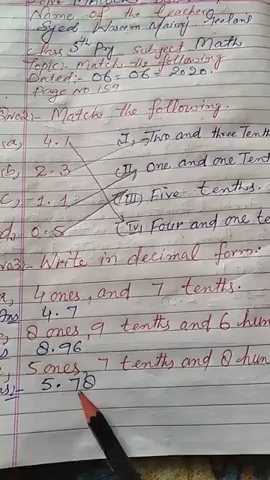 Name of the teacher
Syed Waseem Meiraj Geelani
Class 5th Pry Subject Math
Topic:- Match the following
Dated:- 06-06-2020.
Page no 159
No2):- Match the following.
a, 4.1 I, Two and three Tenth
b, 2.3 (II) One and one Tent
c, 1.1 (III) Five tenths.
d, 0.5 (IV) Four and one te
No3:- Write in decimal form:
a, 4 ones, and 7 tenths.
Ans 4.7
8 ones, 9 tenths and 6 hun
8.96
5 ones, 7 tenths and 8 hun
Ans:- 5.78